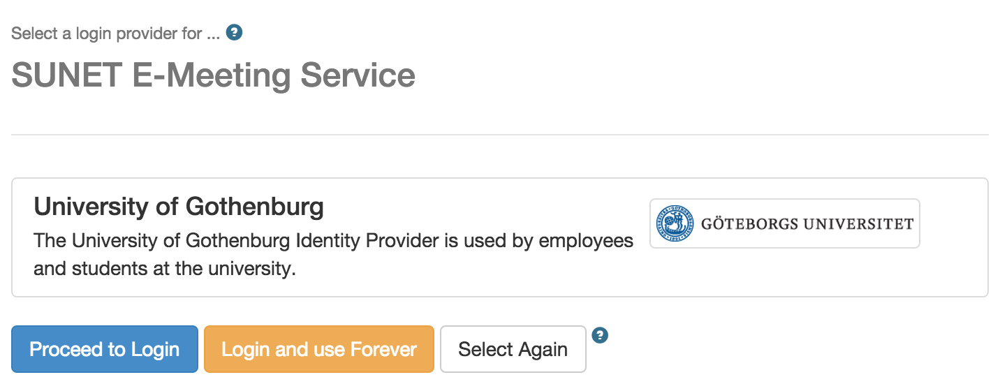 Select a login provider for ... ?
SUNET E-Meeting Service
University of Gothenburg
The University of Gothenburg Identity Provider is used by employees
and students at the university.
GÖTEBORGS UNIVERSITET
Proceed to Login
Login and use Forever
Select Again
?